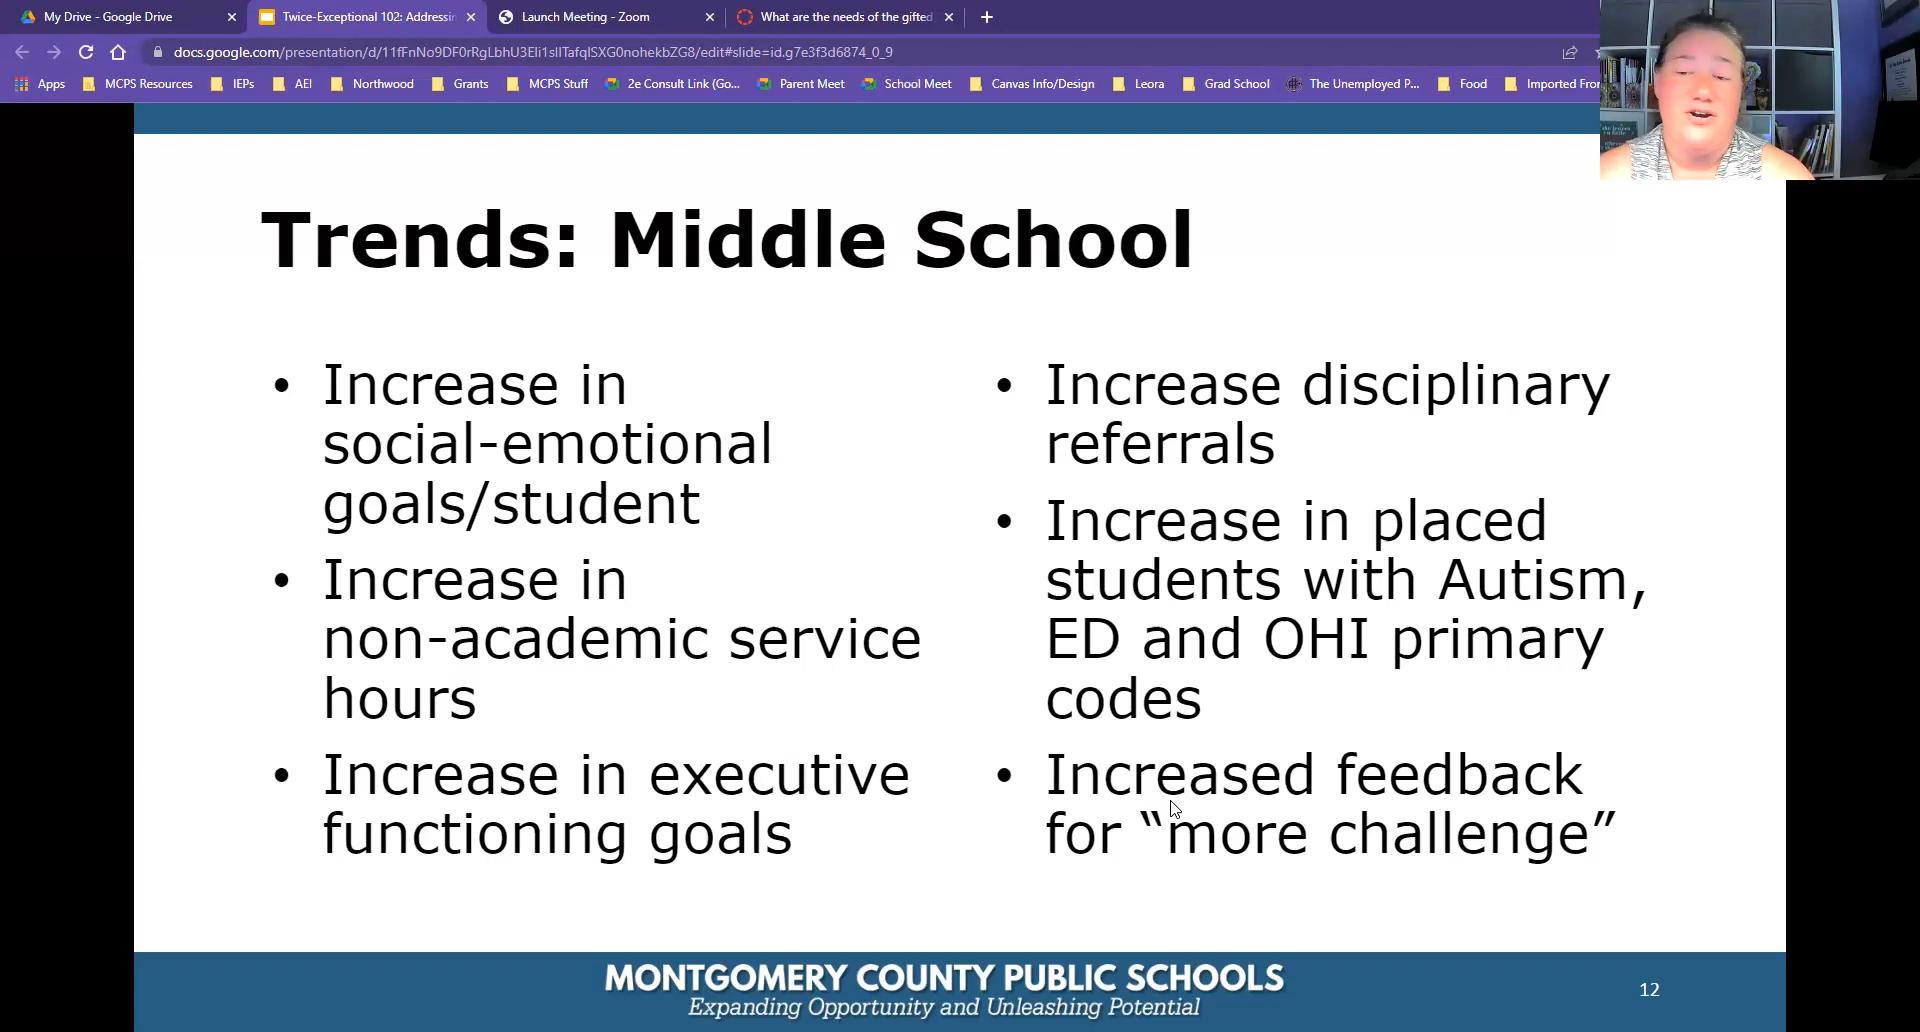 My Drive - Google Drive
Twice-Exceptional 102: Addressin
Launch Meeting - Zoom
What are the needs of the gifted
docs.google.com/presentation/d/11fFnNo9DF0rRgLbhU3Eli1sllTafqlSXG0nohekbZG8/edit#slide=id.g7e3f3d6874_0_9
Apps MCPS Resources IEPs AEI Northwood Grants MCPS Stuff 2e Consult Link (Go... Parent Meet School Meet Canvas Info/Design Leora Grad School The Unemployed P... Food Imported Fro
Trends: Middle School
• Increase in
social-emotional
goals/student
• Increase in
non-academic service
hours
• Increase in executive
functioning goals
• Increase disciplinary
referrals
• Increase in placed
students with Autism,
ED and OHI primary
codes
• Increased feedback
for “more challenge”
MONTGOMERY COUNTY PUBLIC SCHOOLS
Expanding Opportunity and Unleashing Potential
12